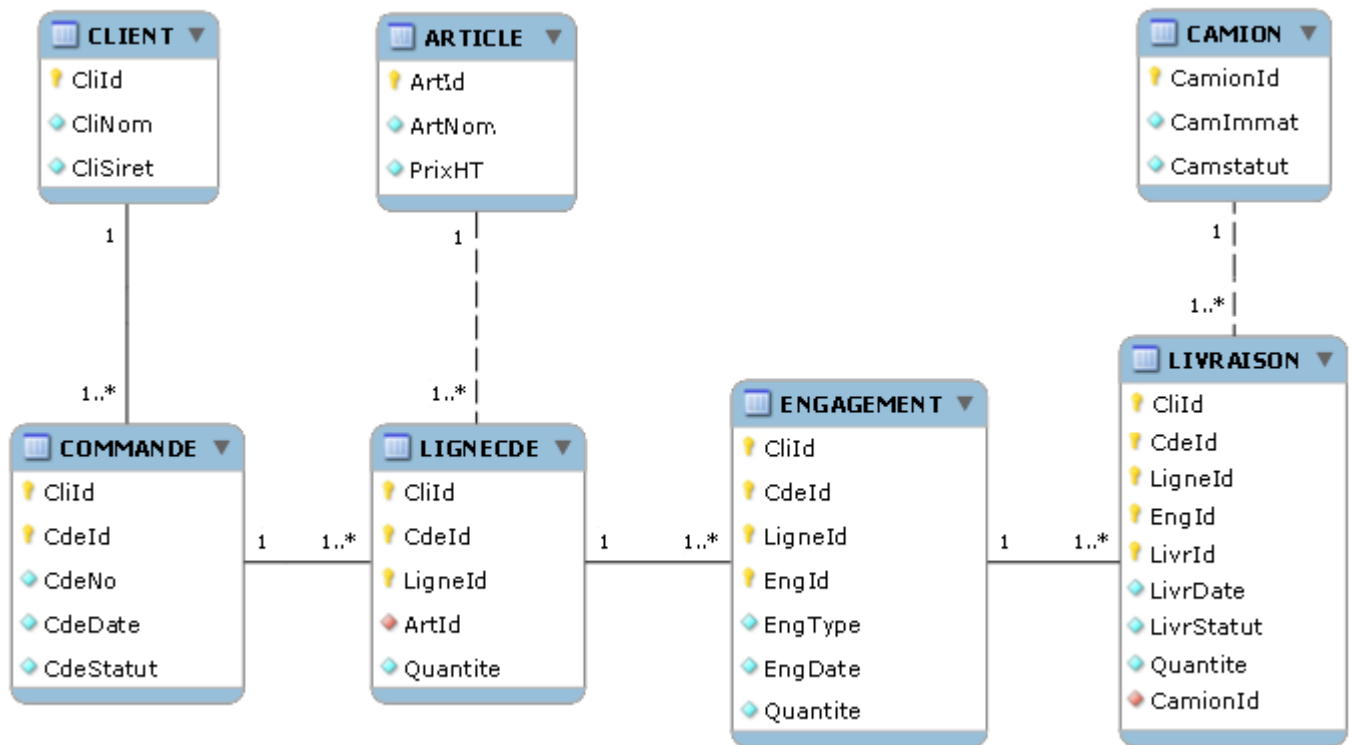 CLIENT
CliId
CliNom
CliSiret
ARTICLE
ArtId
ArtNom
PrixHT
CAMION
CamionId
CamImmat
Camstatut
1
1..*
1
1..*
1
1..*
COMMANDE
CliId
CdeId
CdeNo
CdeDate
CdeStatut
1
1..*
LIGNECDE
CliId
CdeId
LigneId
ArtId
Quantite
1
1..*
ENGAGEMENT
CliId
CdeId
LigneId
EngId
EngType
EngDate
Quantite
1
1..*
LIVRAISON
CliId
CdeId
LigneId
EngId
LivrId
LivrDate
LivrStatut
Quantite
CamionId